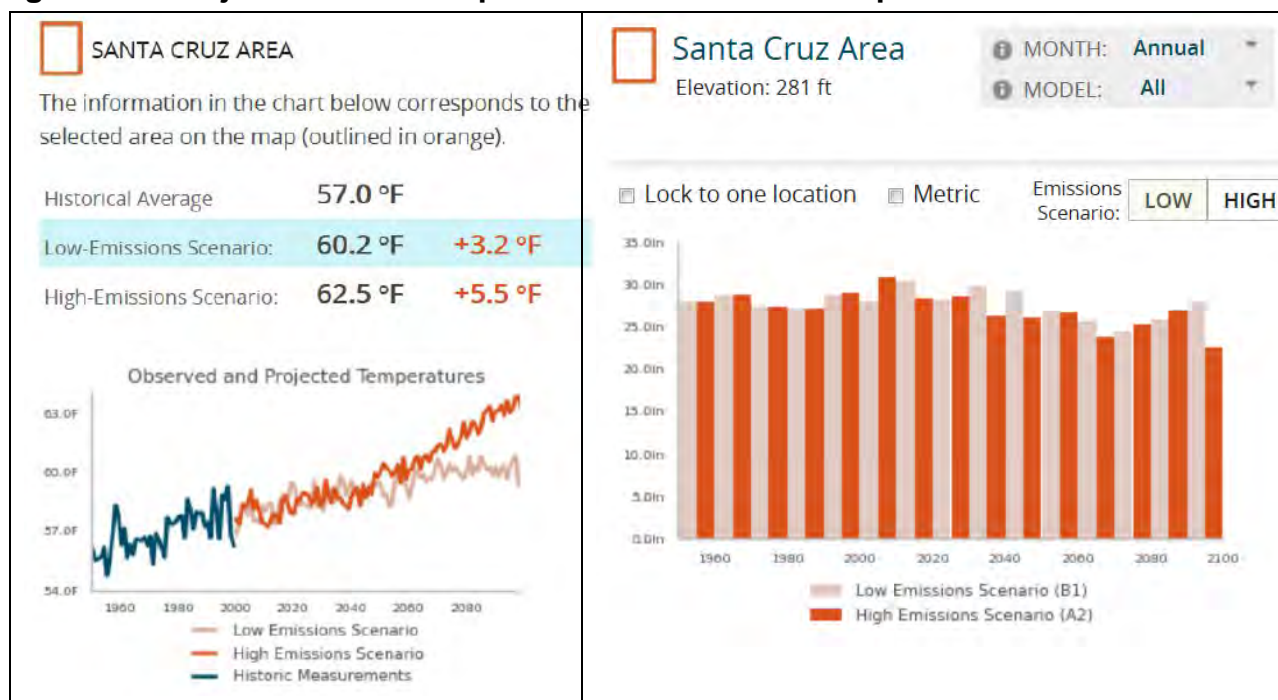 SANTA CRUZ AREA
The information in the chart below corresponds to the
selected area on the map (outlined in orange).
Historical Average 57.0 °F
Low-Emissions Scenario: 60.2 °F +3.2 °F
High-Emissions Scenario: 62.5 °F +5.5 °F
Observed and Projected Temperatures
63.0F
60.0F
57.0F
54.0F
1960 1980 2000 2020 2040 2060 2080
Low Emissions Scenario
High Emissions Scenario
Historic Measurements
Santa Cruz Area
Elevation: 281 ft
MONTH: Annual
MODEL: All
Lock to one location Metric Emissions Scenario: LOW HIGH
35.0in
30.0in
25.0in
20.0in
15.0in
10.0in
5.0in
0.0in
1960 1980 2000 2020 2040 2060 2080 2100
Low Emissions Scenario (B1)
High Emissions Scenario (A2)